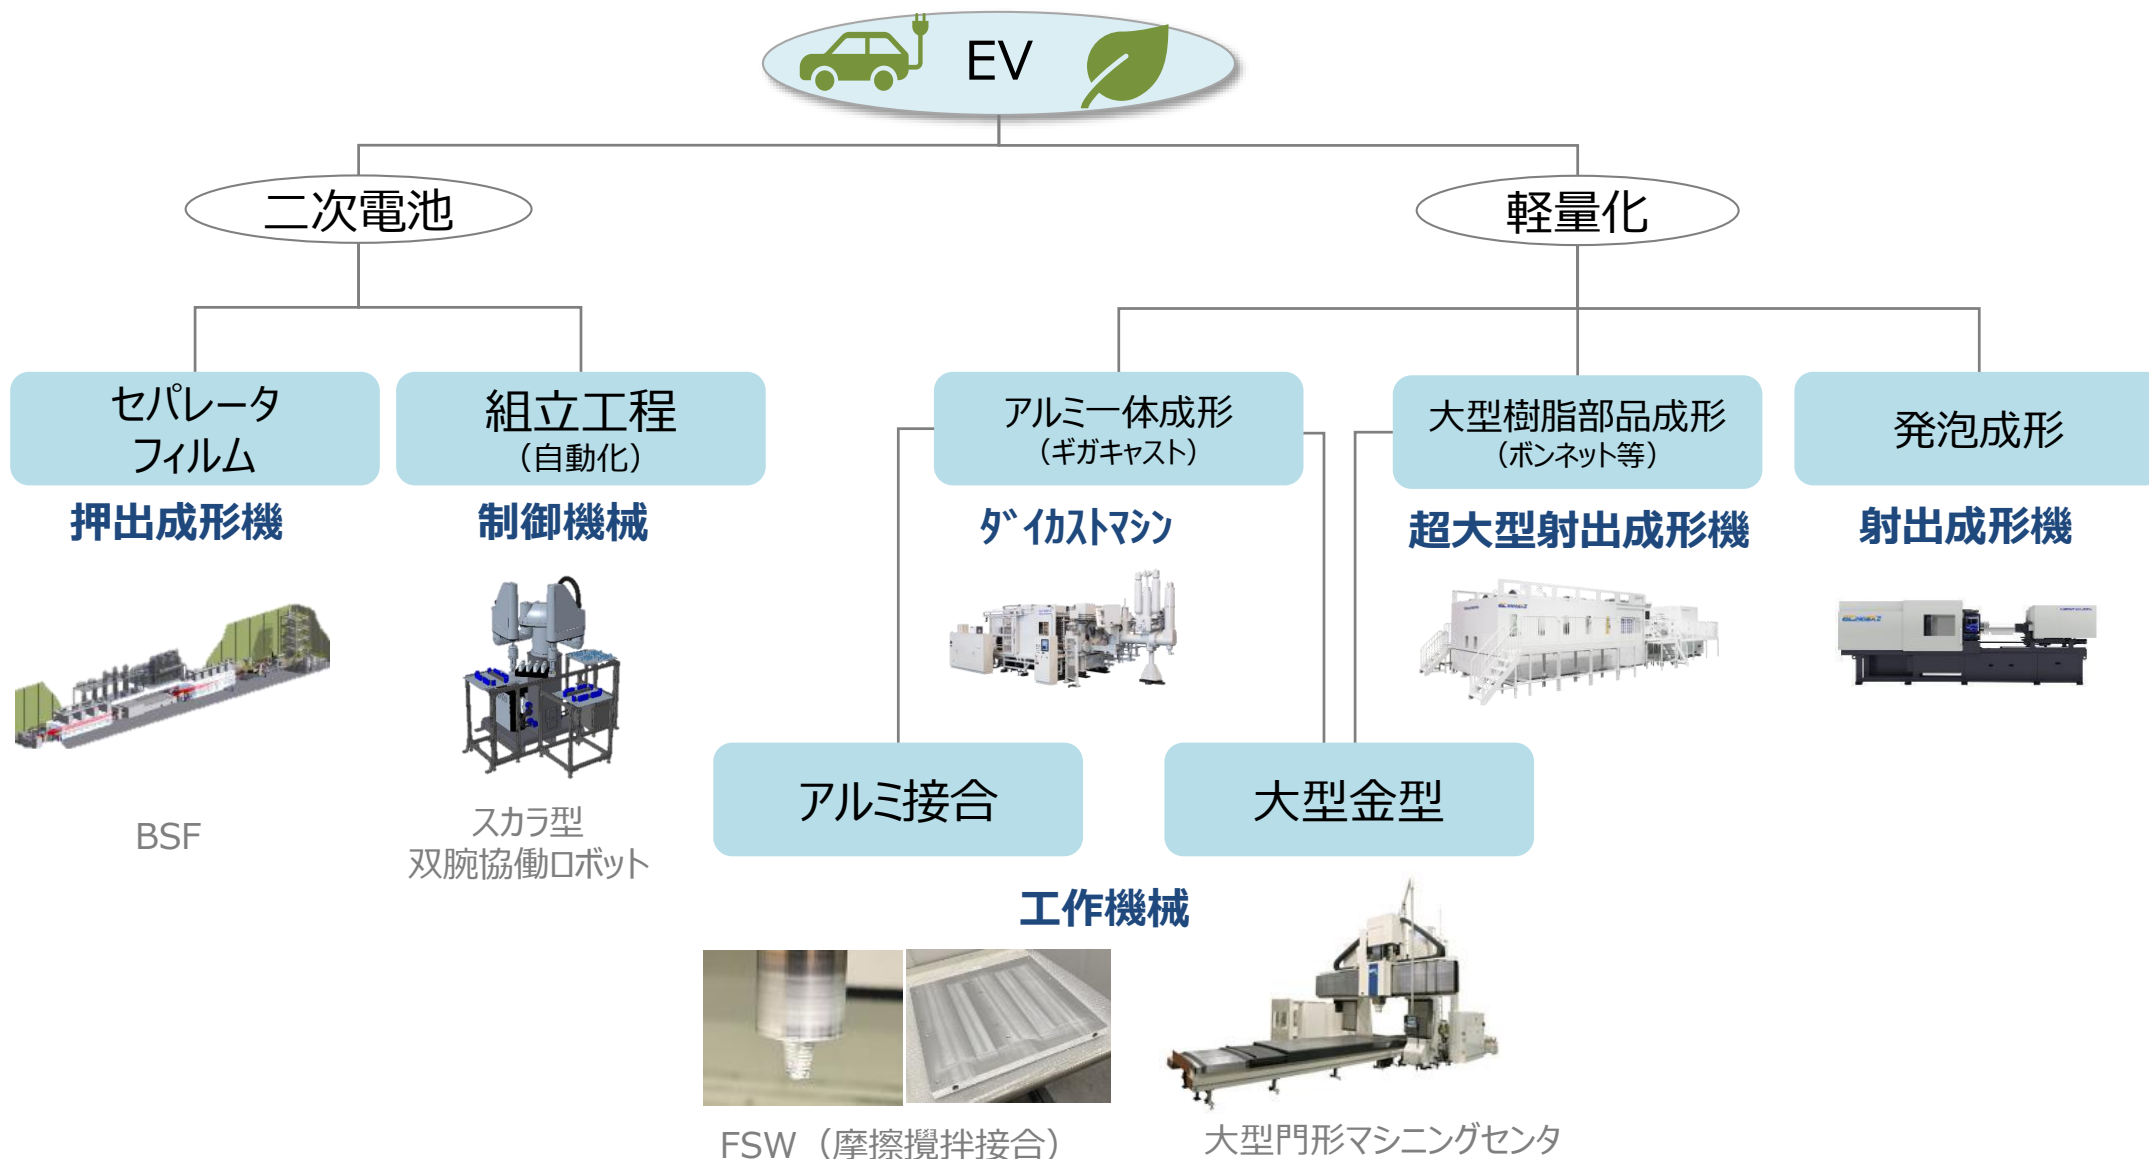 EV
二次電池
軽量化
セパレータ
フィルム
組立工程
（自動化）
アルミ一体成形
（ギガキャスト）
大型樹脂部品成形
（ボンネット等）
発泡成形
押出成形機
制御機械
ﾀﾞｲｶｽﾄﾏｼﾝ
超大型射出成形機
射出成形機
BSF
スカラ型
双腕協働ロボット
アルミ接合
大型金型
工作機械
FSW（摩擦攪拌接合）
大型門形マシニングセンタ